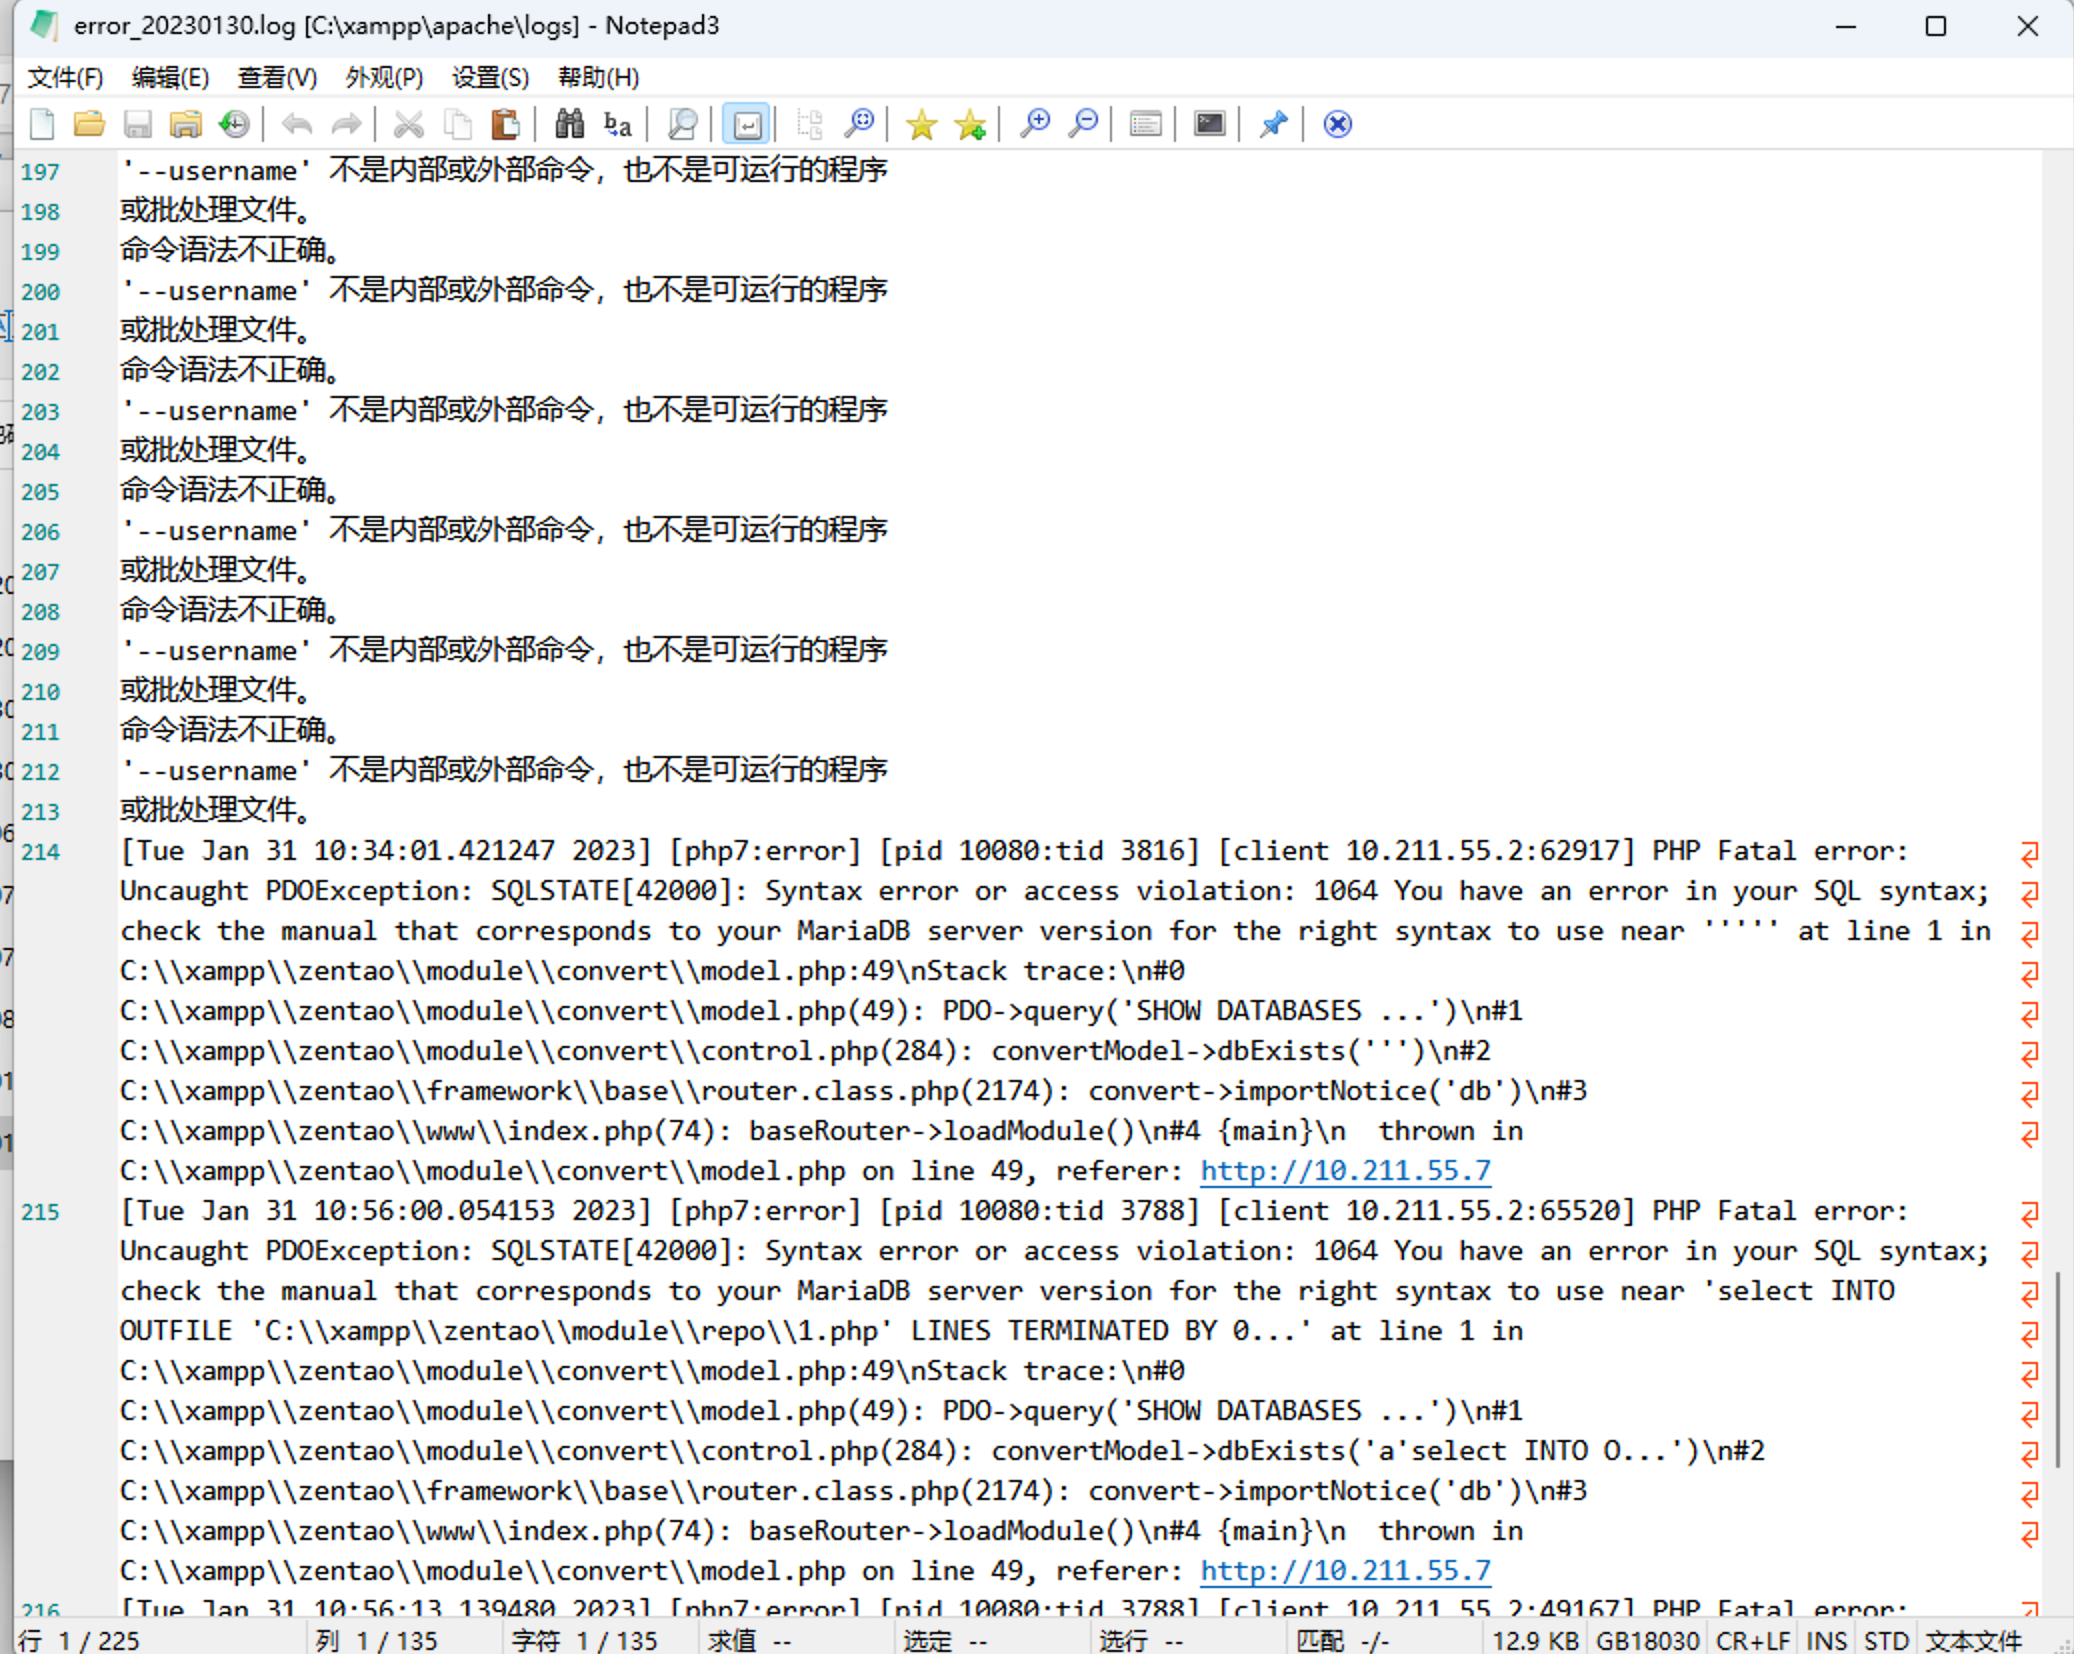 error_20230130.log [C:\xampp\apache\logs] - Notepad3
文件(F) 编辑(E) 查看(V) 外观(P) 设置(S) 帮助(H)
197 '--username' 不是内部或外部命令，也不是可运行的程序
198 或批处理文件。
199 命令语法不正确。
200 '--username' 不是内部或外部命令，也不是可运行的程序
201 或批处理文件。
202 命令语法不正确。
203 '--username' 不是内部或外部命令，也不是可运行的程序
204 或批处理文件。
205 命令语法不正确。
206 '--username' 不是内部或外部命令，也不是可运行的程序
207 或批处理文件。
208 命令语法不正确。
209 '--username' 不是内部或外部命令，也不是可运行的程序
210 或批处理文件。
211 命令语法不正确。
212 '--username' 不是内部或外部命令，也不是可运行的程序
213 或批处理文件。
214 [Tue Jan 31 10:34:01.421247 2023] [php7:error] [pid 10080:tid 3816] [client 10.211.55.2:62917] PHP Fatal error:
Uncaught PDOException: SQLSTATE[42000]: Syntax error or access violation: 1064 You have an error in your SQL syntax;
check the manual that corresponds to your MariaDB server version for the right syntax to use near ''''' at line 1 in
C:\\xampp\\zentao\\module\\convert\\model.php:49\nStack trace:\n#0
C:\\xampp\\zentao\\module\\convert\\model.php(49): PDO->query('SHOW DATABASES ...')\n#1
C:\\xampp\\zentao\\module\\convert\\control.php(284): convertModel->dbExists(''')\n#2
C:\\xampp\\zentao\\framework\\base\\router.class.php(2174): convert->importNotice('db')\n#3
C:\\xampp\\zentao\\www\\index.php(74): baseRouter->loadModule()\n#4 {main}\n  thrown in
C:\\xampp\\zentao\\module\\convert\\model.php on line 49, referer: http://10.211.55.7
215 [Tue Jan 31 10:56:00.054153 2023] [php7:error] [pid 10080:tid 3788] [client 10.211.55.2:65520] PHP Fatal error:
Uncaught PDOException: SQLSTATE[42000]: Syntax error or access violation: 1064 You have an error in your SQL syntax;
check the manual that corresponds to your MariaDB server version for the right syntax to use near 'select INTO
OUTFILE 'C:\\xampp\\zentao\\module\\repo\\1.php' LINES TERMINATED BY 0...' at line 1 in
C:\\xampp\\zentao\\module\\convert\\model.php:49\nStack trace:\n#0
C:\\xampp\\zentao\\module\\convert\\model.php(49): PDO->query('SHOW DATABASES ...')\n#1
C:\\xampp\\zentao\\module\\convert\\control.php(284): convertModel->dbExists('a'select INTO O...')\n#2
C:\\xampp\\zentao\\framework\\base\\router.class.php(2174): convert->importNotice('db')\n#3
C:\\xampp\\zentao\\www\\index.php(74): baseRouter->loadModule()\n#4 {main}\n  thrown in
C:\\xampp\\zentao\\module\\convert\\model.php on line 49, referer: http://10.211.55.7
216 [Tue Jan 31 10:56:13.139480 2023] [php7:error] [pid 10080:tid 3788] [client 10.211.55.2:49167] PHP Fatal error:
行 1 / 225 列 1 / 135 字符 1 / 135 求值 -- 选定 -- 选行 -- 匹配 -/- 12.9 KB GB18030 CR+LF INS STD 文本文件